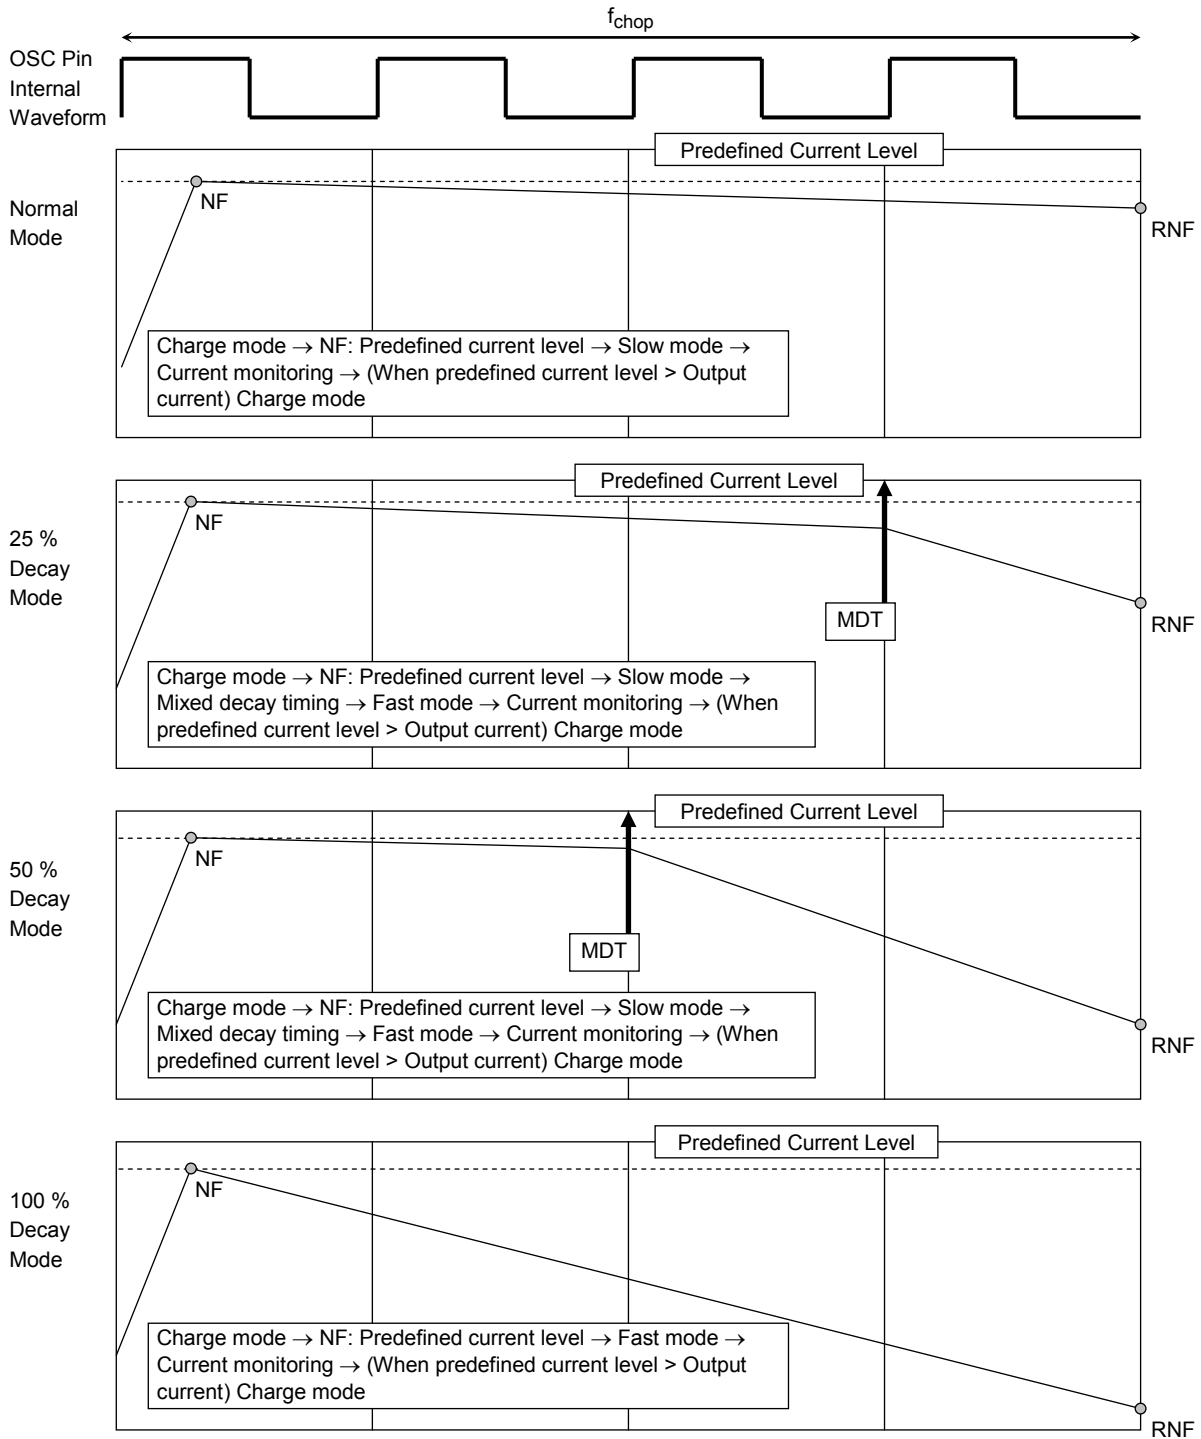 fchop
OSC Pin
Internal
Waveform
Predefined Current Level
NF
Normal
Mode
RNF
Charge mode → NF: Predefined current level → Slow mode →
Current monitoring → (When predefined current level > Output
current) Charge mode
Predefined Current Level
NF
25 %
Decay
Mode
MDT
RNF
Charge mode → NF: Predefined current level → Slow mode →
Mixed decay timing → Fast mode → Current monitoring → (When
predefined current level > Output current) Charge mode
Predefined Current Level
NF
50 %
Decay
Mode
MDT
Charge mode → NF: Predefined current level → Slow mode →
Mixed decay timing → Fast mode → Current monitoring → (When
predefined current level > Output current) Charge mode
RNF
Predefined Current Level
NF
100 %
Decay
Mode
Charge mode → NF: Predefined current level → Fast mode →
Current monitoring → (When predefined current level > Output
current) Charge mode
RNF